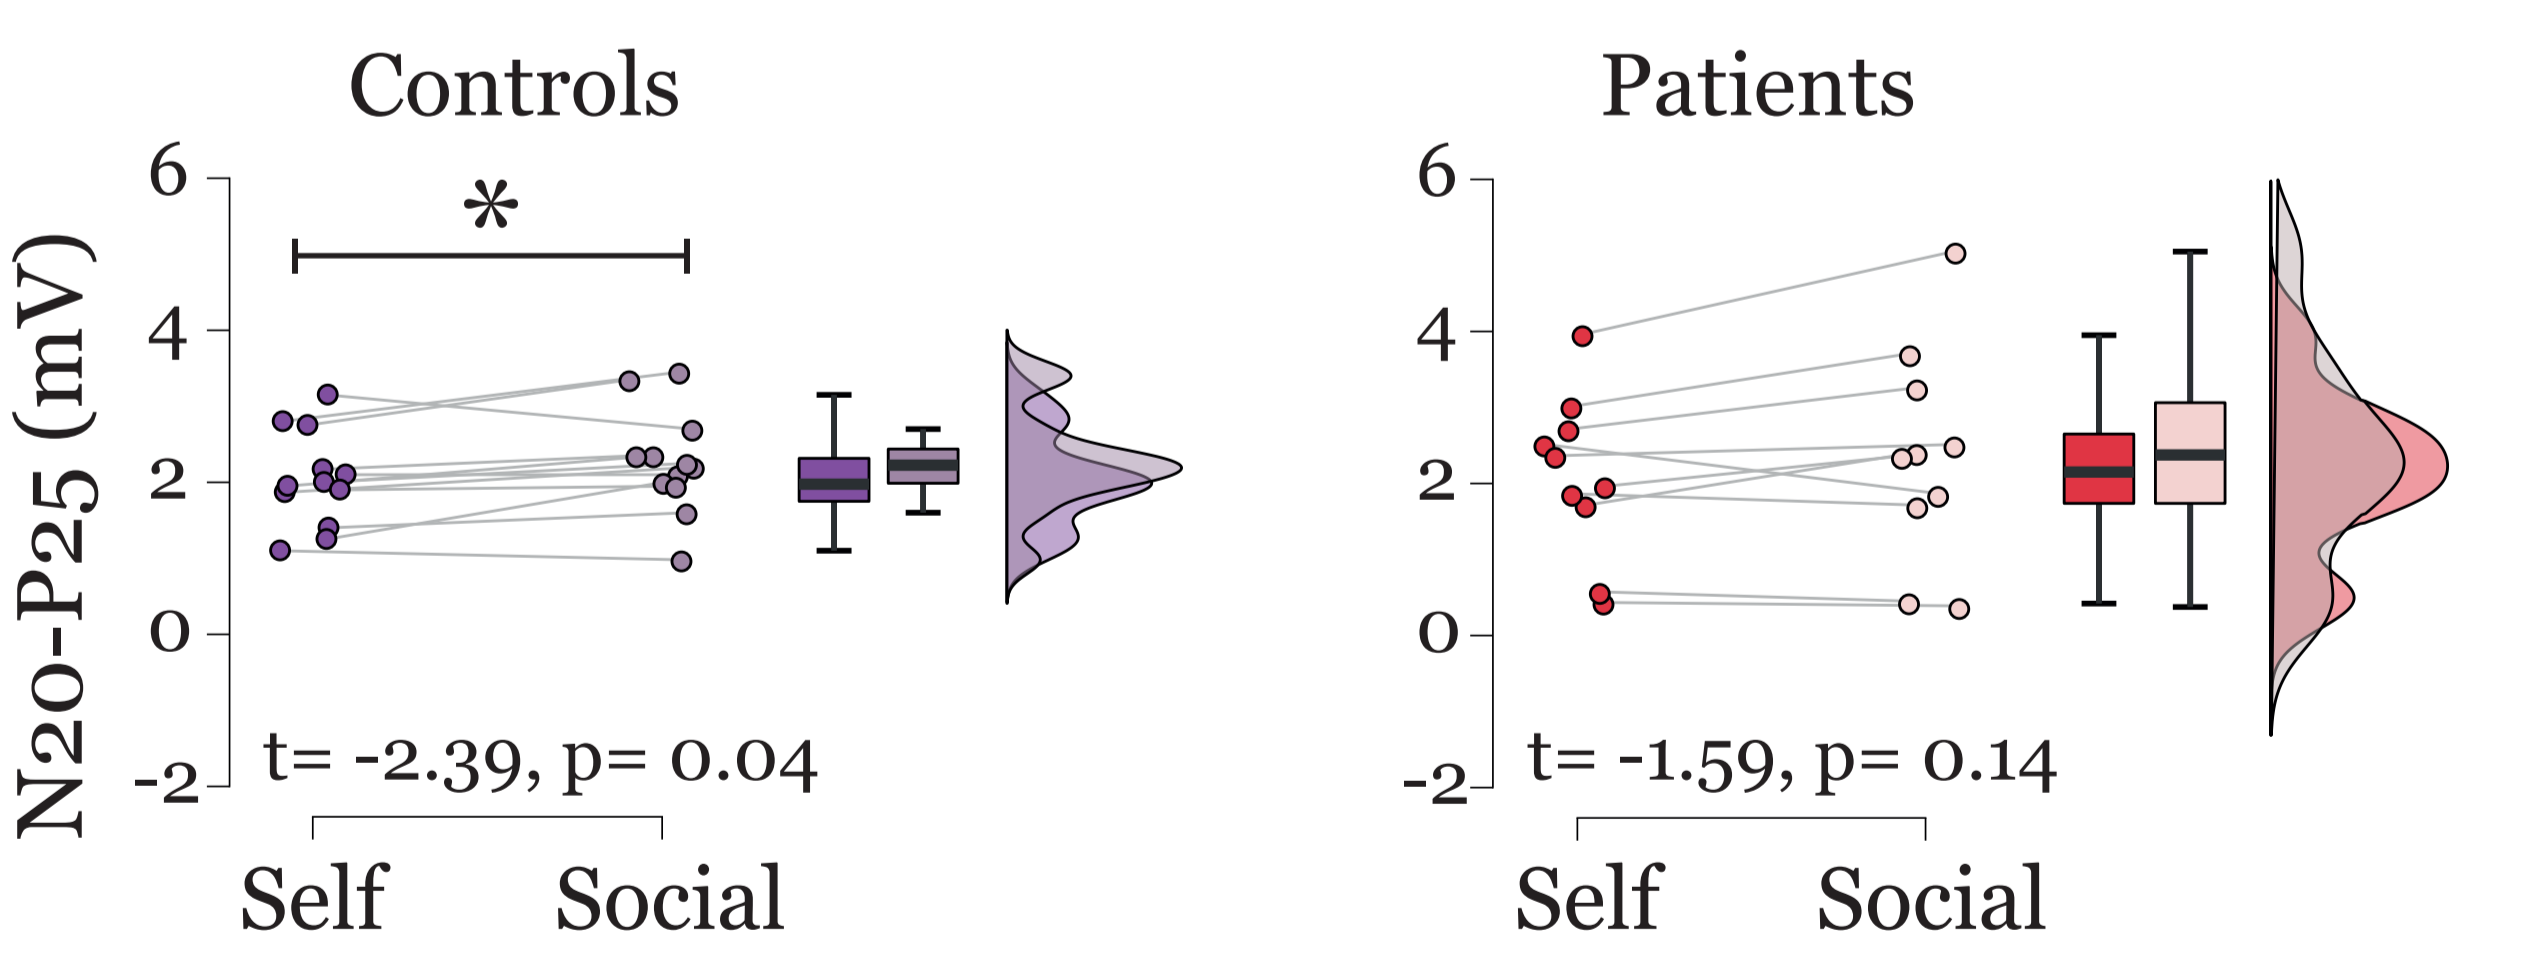 Controls
Patients
N20-P25 (mV)
6
4
2
0
-2
*
t= -2.39, p= 0.04
Self Social
6
4
2
0
-2
t= -1.59, p= 0.14
Self Social